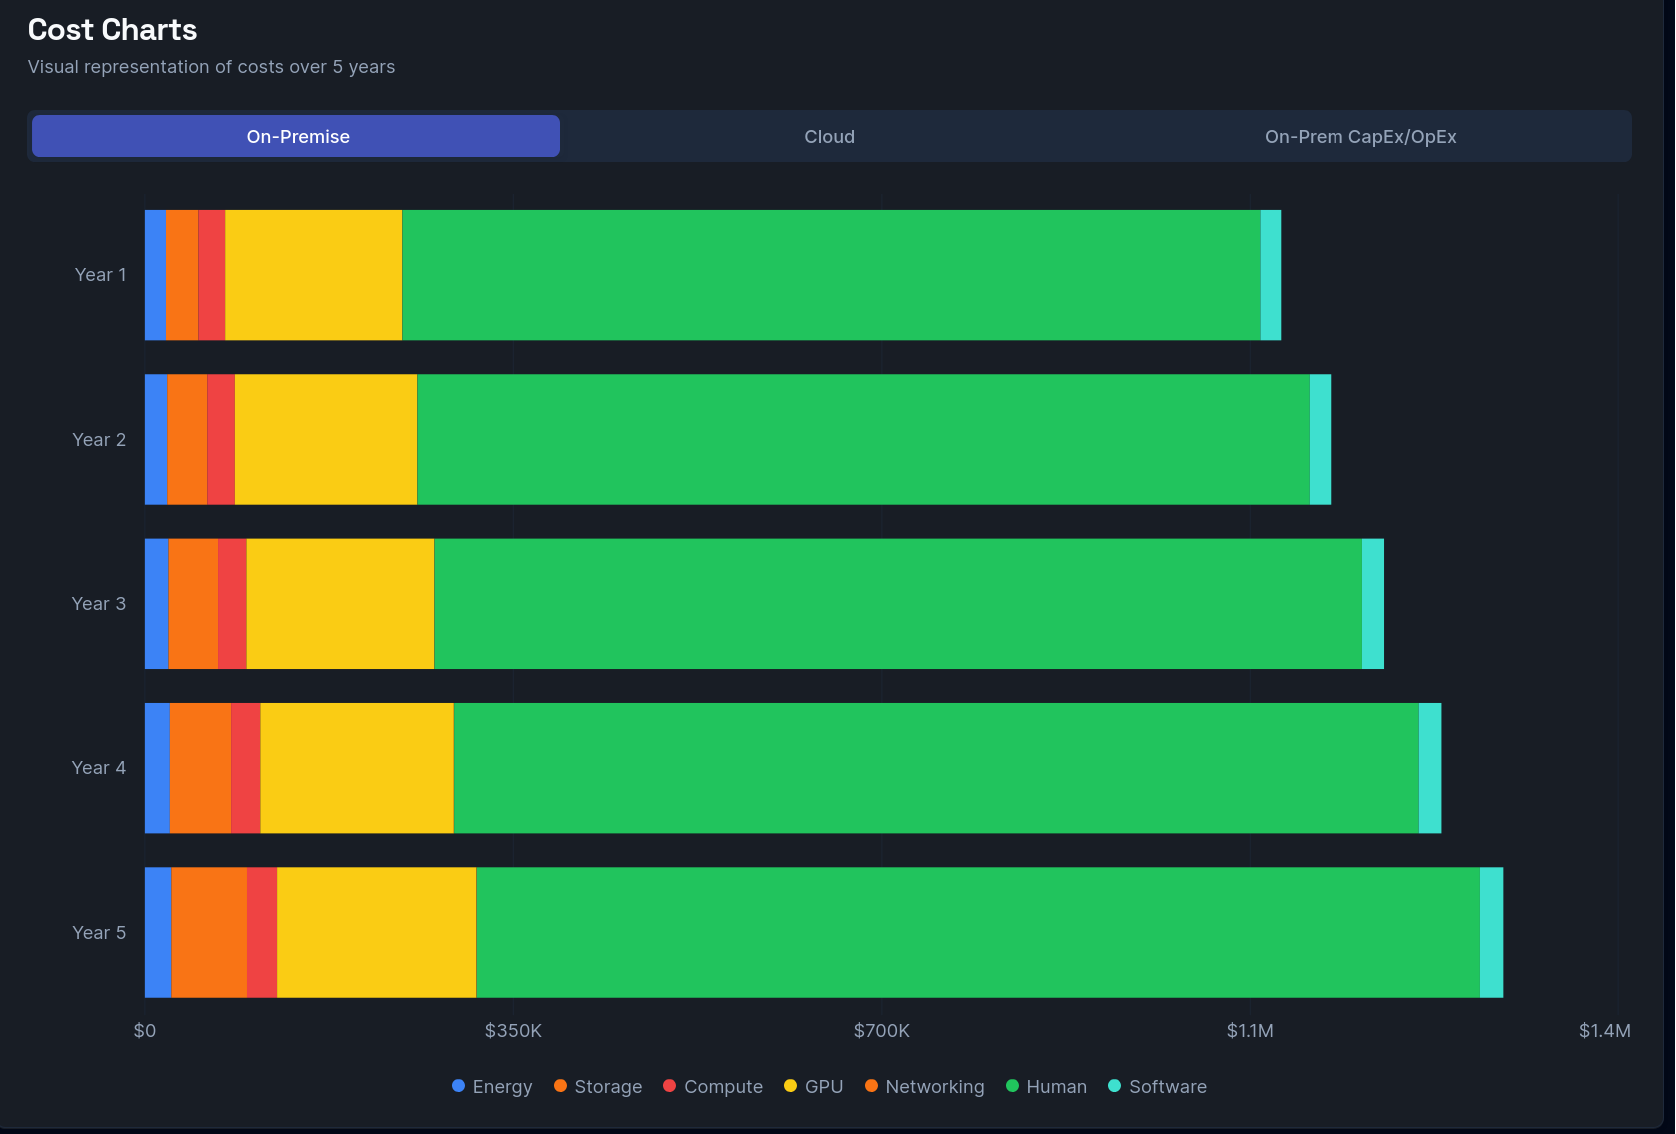 Cost Charts
Visual representation of costs over 5 years
On-Premise Cloud On-Prem CapEx/OpEx
Year 1
Year 2
Year 3
Year 4
Year 5
$0 $350K $700K $1.1M $1.4M
Energy Storage Compute GPU Networking Human Software